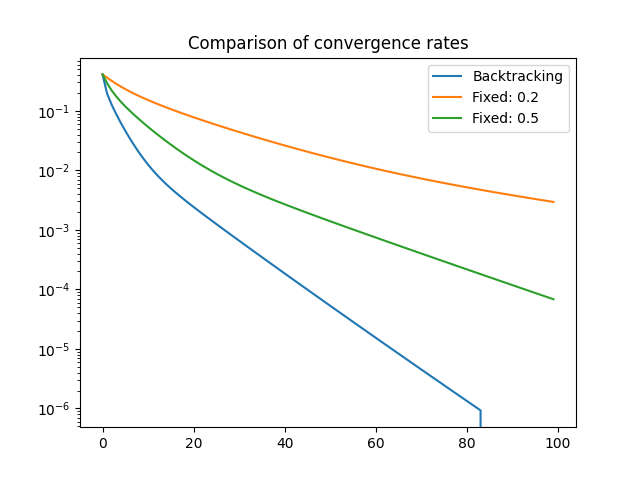 Comparison of convergence rates
Backtracking
Fixed: 0.2
Fixed: 0.5
10⁻¹
10⁻²
10⁻³
10⁻⁴
10⁻⁵
10⁻⁶
0 20 40 60 80 100